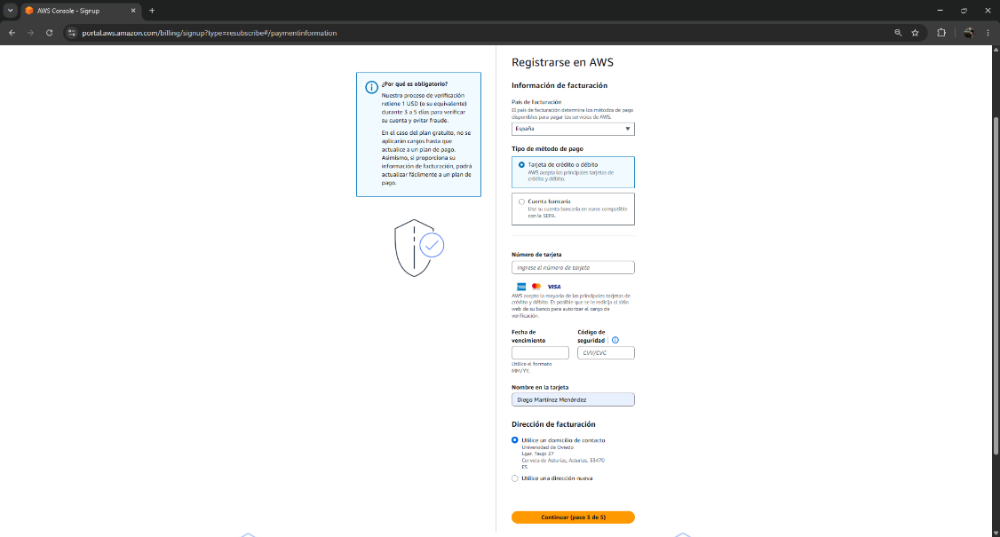 AWS Console - Signup
portal.aws.amazon.com/billing/signup?type=resubscribe#/paymentinformation
¿Por qué es obligatorio?
Nuestro proceso de verificación
retiene 1 USD (o su equivalente)
durante 3 a 5 días para verificar
su cuenta y evitar fraude.
En el caso del plan gratuito, no se
aplicarán cargos hasta que
actualice a un plan de pago.
Asimismo, si proporciona su
información de facturación, podrá
actualizar fácilmente a un plan de
pago.
Registrarse en AWS
Información de facturación
País de facturación
El país de facturación determina los métodos de pago
disponibles para pagar los servicios de AWS.
España
Tipo de método de pago
Tarjeta de crédito o débito
AWS acepta las principales tarjetas de
crédito y débito.
Cuenta bancaria
Use su cuenta bancaria en euros compatible
con la SEPA.
Número de tarjeta
Ingrese el número de tarjeta
VISA
AWS acepta la mayoría de las principales tarjetas de
crédito y débito. Es posible que se le redirija al sitio
web de su banco para autorizar el cargo de
verificación.
Fecha de
vencimiento
Código de
seguridad
CVV/CVC
Utilice el formato
MM/YY.
Nombre en la tarjeta
Diego Martínez Menéndez
Dirección de facturación
Utilice un domicilio de contacto
Universidad de Oviedo
Lgar. Taujo 27
Corvera de Asturias, Asturias, 33470
ES
Utilice una dirección nueva
Continuar (paso 3 de 5)